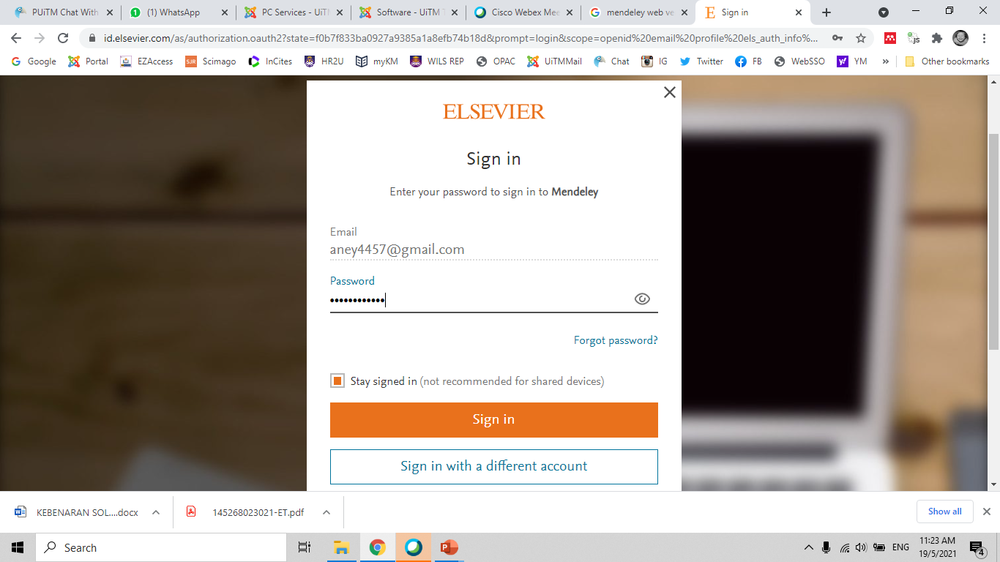 PUiTM Chat With
(1) WhatsApp
PC Services - UiTM
Software - UiTM T
Cisco Webex Mee
mendeley web ve
Sign in
id.elsevier.com/as/authorization.oauth2?state=f0b7f833ba0927a9385a1a8efb74b18d&prompt=login&scope=openid%20email%20profile%20els_auth_info%...
Google Portal EZAccess SJR Scimago InCites HR2U myKM WILS REP OPAC UiTMMail Chat IG Twitter FB WebSSO YM » Other bookmarks
ELSEVIER
Sign in
Enter your password to sign in to Mendeley
Email
aney4457@gmail.com
Password
••••••••••••
Forgot password?
Stay signed in (not recommended for shared devices)
Sign in
Sign in with a different account
KEBENARAN SOL....docx
145268023021-ET.pdf
Show all
Search
ENG
11:23 AM
19/5/2021
4